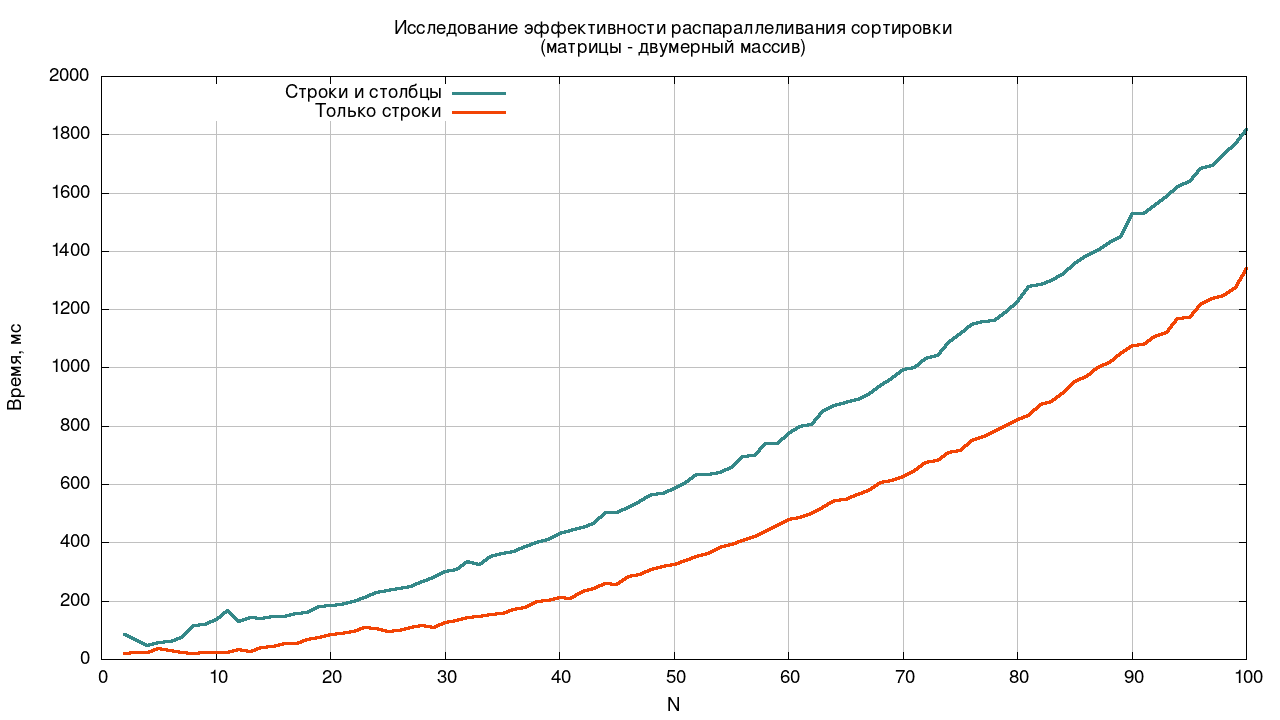 Исследование эффективности распараллеливания сортировки
(матрицы - двумерный массив)
Строки и столбцы
Только строки
2000
1800
1600
1400
1200
1000
800
600
400
200
0
Время, мс
0 10 20 30 40 50 60 70 80 90 100
N